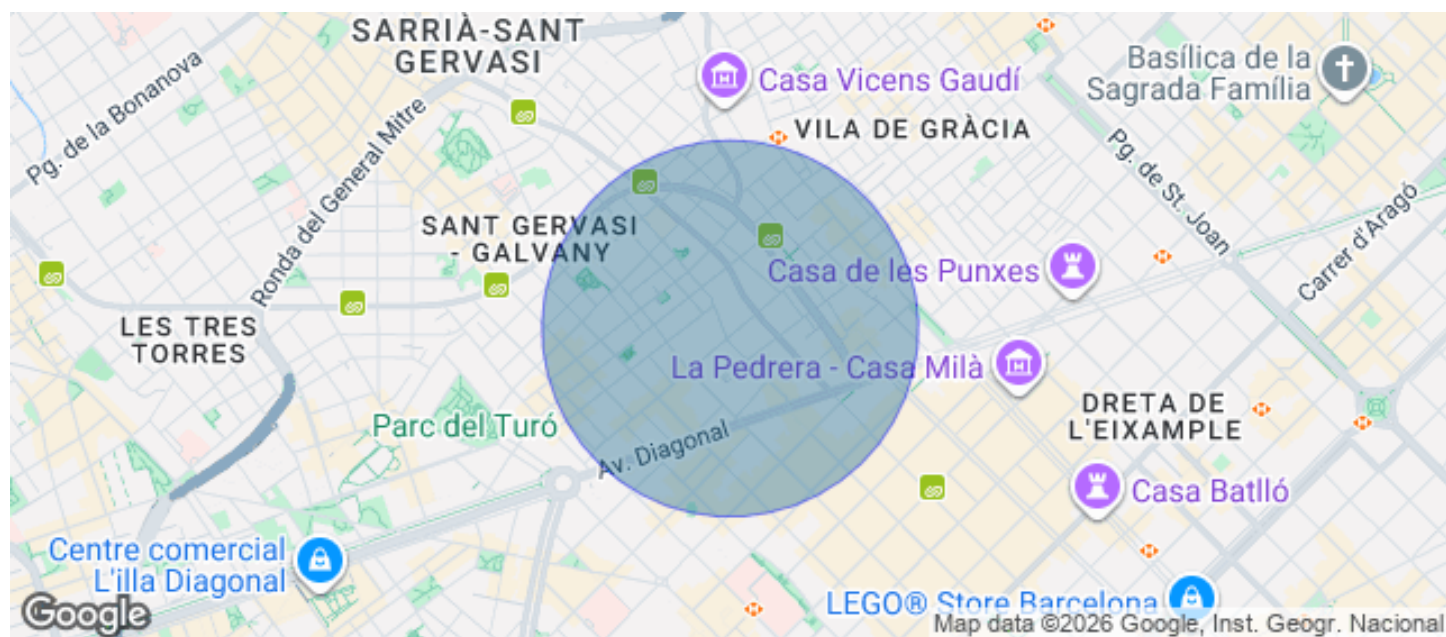 SARRIÀ-SANT
GERVASI
Pg. de la Bonanova
Casa Vicens Gaudí
Basílica de la
Sagrada Família
VILA DE GRÀCIA
Ronda del General Mitre
Pg. de St. Joan
SANT GERVASI
- GALVANY
Carrer d'Aragó
Casa de les Punxes
LES TRES
TORRES
La Pedrera - Casa Milà
Parc del Turó
DRETA DE
L'EIXAMPLE
Av. Diagonal
Casa Batlló
Centre comercial
L'illa Diagonal
LEGO® Store Barcelona
Google
Map data ©2026 Google, Inst. Geogr. Nacional